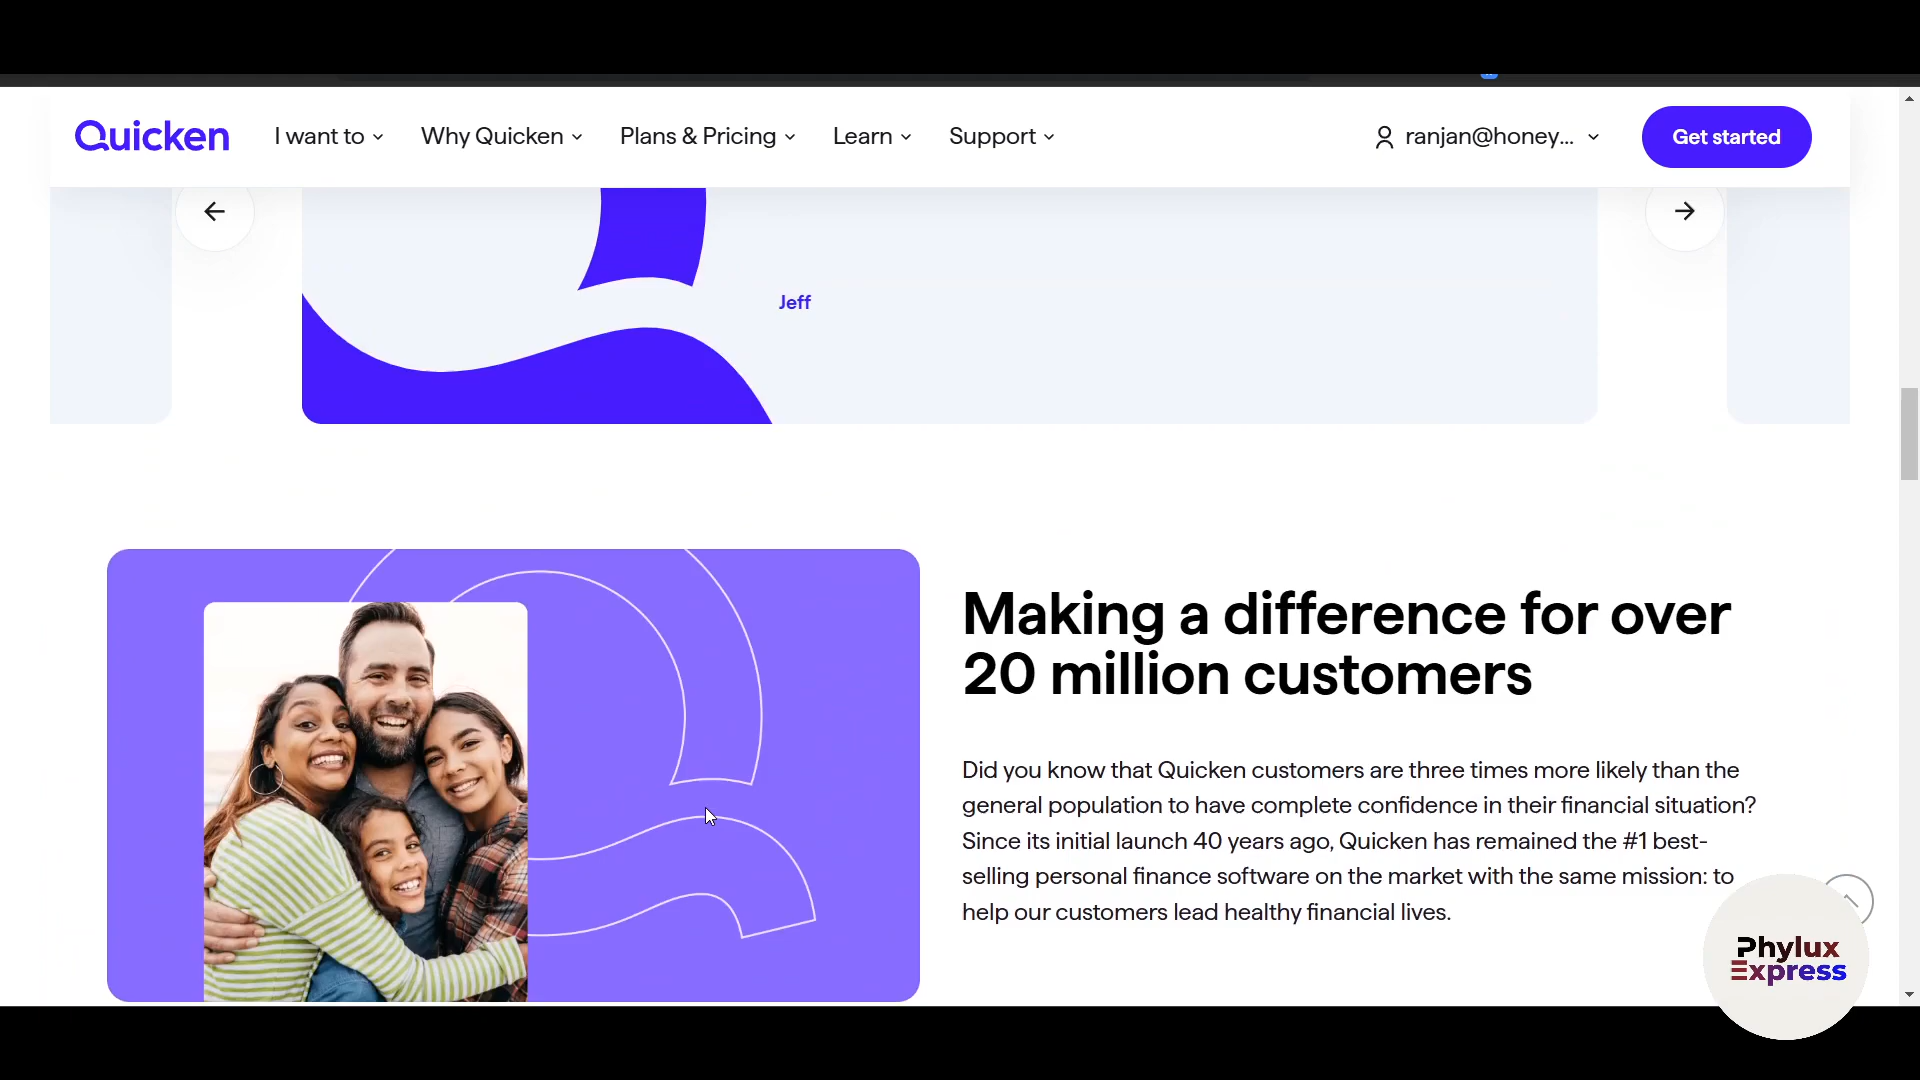 Quicken
I want to
Why Quicken
Plans & Pricing
Learn
Support
ranjan@honey...
Get started
Jeff
Making a difference for over
20 million customers
Did you know that Quicken customers are three times more likely than the
general population to have complete confidence in their financial situation?
Since its initial launch 40 years ago, Quicken has remained the #1 best-
selling personal finance software on the market with the same mission: to
help our customers lead healthy financial lives.
Phylux
Express